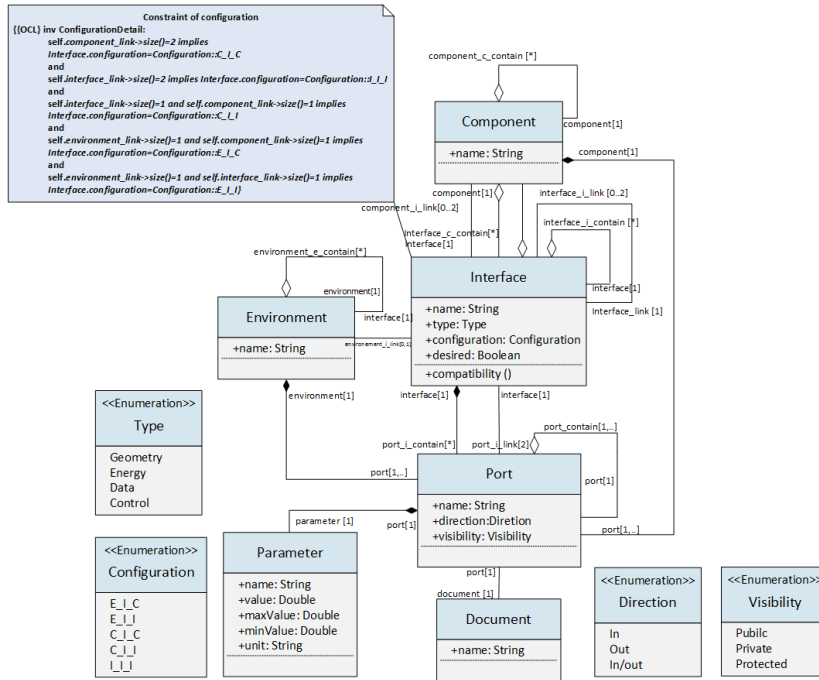 Constraint of configuration
{{OCL} inv ConfigurationDetail:
self.component_link->size()=2 implies
Interface.configuration=Configuration::C_I_C
and
self.interface_link->size()=2 implies Interface.configuration=Configuration::I_I_I
and
self.interface_link->size()=1 and self.component_link->size()=1 implies
Interface.configuration=Configuration::C_I_I
and
self.environment_link->size()=1 and self.component_link->size()=1 implies
Interface.configuration=Configuration::E_I_C
and
self.environment_link->size()=1 and self.interface_link->size()=1 implies
Interface.configuration=Configuration::E_I_I}
component_c_contain [*]
component[1]
Component
+name: String
component[1]
component[1]
interface_i_link[0..2]
component_i_link[0..2]
interface_i_contain [*]
Interface_c_contain[*]
interface[1]
environment_e_contain[*]
environment[1]
interface[1]
environement_i_link[0,1]
Environment
+name: String
environment[1]
Interface
+name: String
+type: Type
+configuration: Configuration
+desired: Boolean
+compatibility ()
interface[1]
Interface_link [1]
interface[1]
interface[1]
port_i_contain[*]
port_i_link[2]
port_contain[1,..]
port[1,..]
port[1]
port[1,..]
<<Enumeration>>
Type
Geometry
Energy
Data
Control
Port
+name: String
+direction:Diretion
+visibility: Visibility
parameter [1]
port[1]
Parameter
+name: String
+value: Double
+maxValue: Double
+minValue: Double
+unit: String
port[1]
document [1]
Document
+name: String
<<Enumeration>>
Configuration
E_I_C
E_I_I
C_I_C
C_I_I
I_I_I
<<Enumeration>>
Direction
In
Out
In/out
<<Enumeration>>
Visibility
Pubilc
Private
Protected